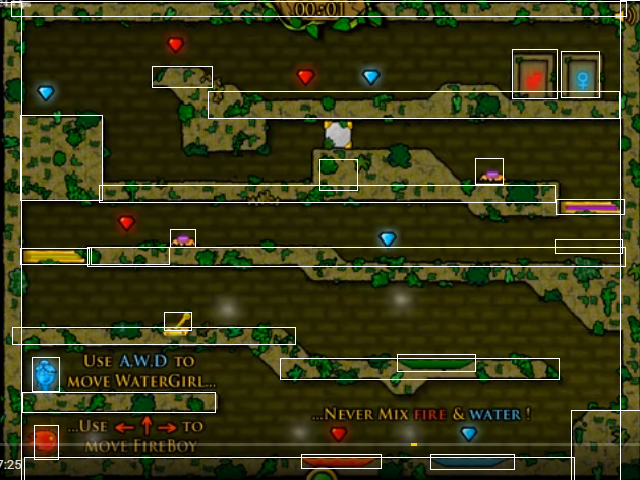 00:01
USE A,W,D TO
MOVE WATERGIRL...
...USE ← ↑ → TO
MOVE FIREBOY
...NEVER MIX FIRE & WATER !
7:25